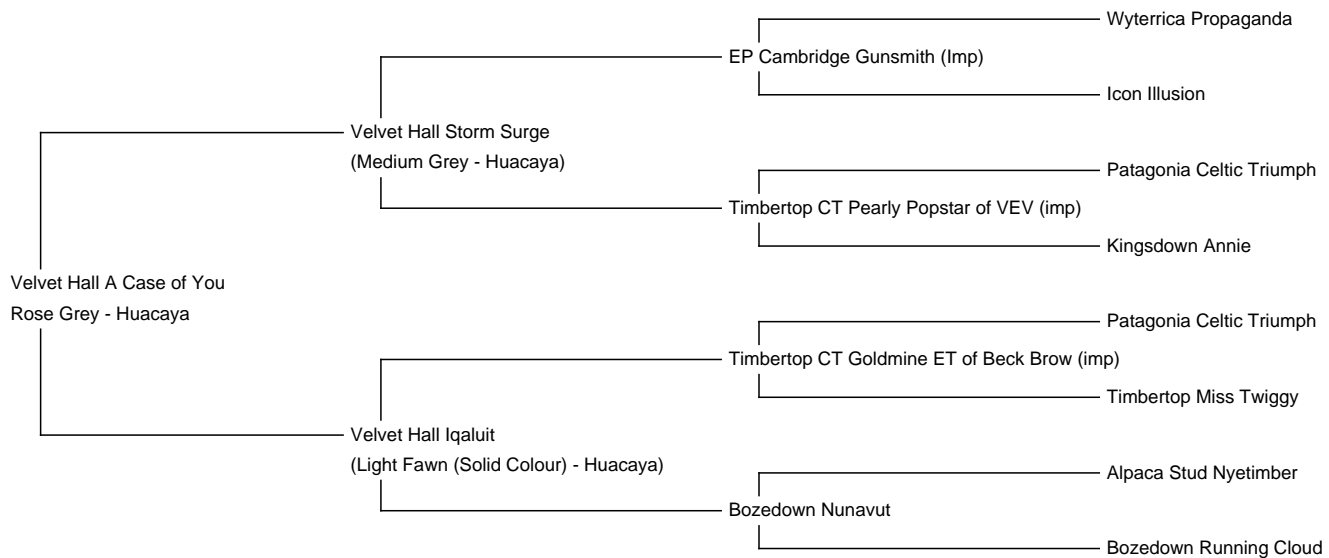 Wyterrica Propaganda
EP Cambridge Gunsmith (Imp)
Icon Illusion
Velvet Hall Storm Surge
(Medium Grey - Huacaya)
Patagonia Celtic Triumph
Timbertop CT Pearly Popstar of VEV (imp)
Kingsdown Annie
Velvet Hall A Case of You
Rose Grey - Huacaya
Patagonia Celtic Triumph
Timbertop CT Goldmine ET of Beck Brow (imp)
Timbertop Miss Twiggy
Velvet Hall Iqaluit
(Light Fawn (Solid Colour) - Huacaya)
Alpaca Stud Nyetimber
Bozedown Nunavut
Bozedown Running Cloud